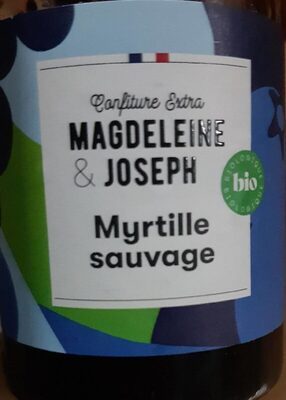 Confiture Extra
MAGDELEINE
& JOSEPH
Myrtille
sauvage
bio